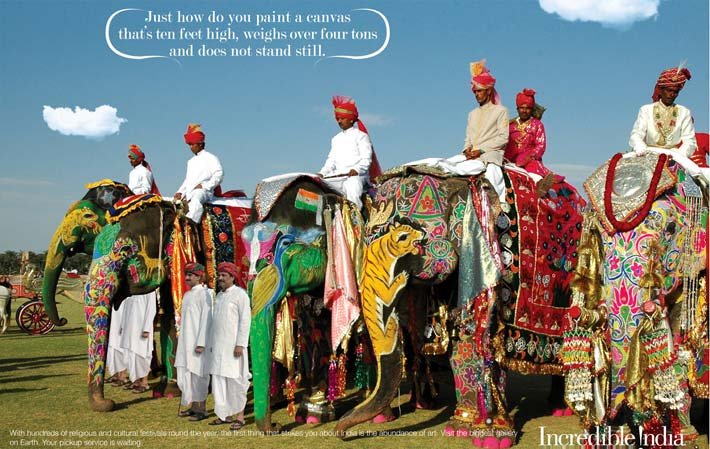 Just how do you paint a canvas
that's ten feet high, weighs over four tons
and does not stand still.
With hundreds of religious and cultural festivals round the year, the first thing that strikes you about India is the abundance of art. Visit the biggest gallery
on Earth. Your pickup service is waiting.
Incredible !ndia